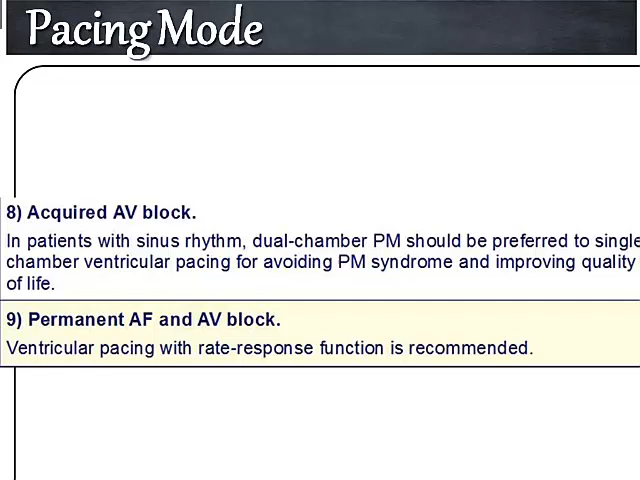 Pacing Mode
8) Acquired AV block.
In patients with sinus rhythm, dual-chamber PM should be preferred to single
chamber ventricular pacing for avoiding PM syndrome and improving quality
of life.
9) Permanent AF and AV block.
Ventricular pacing with rate-response function is recommended.